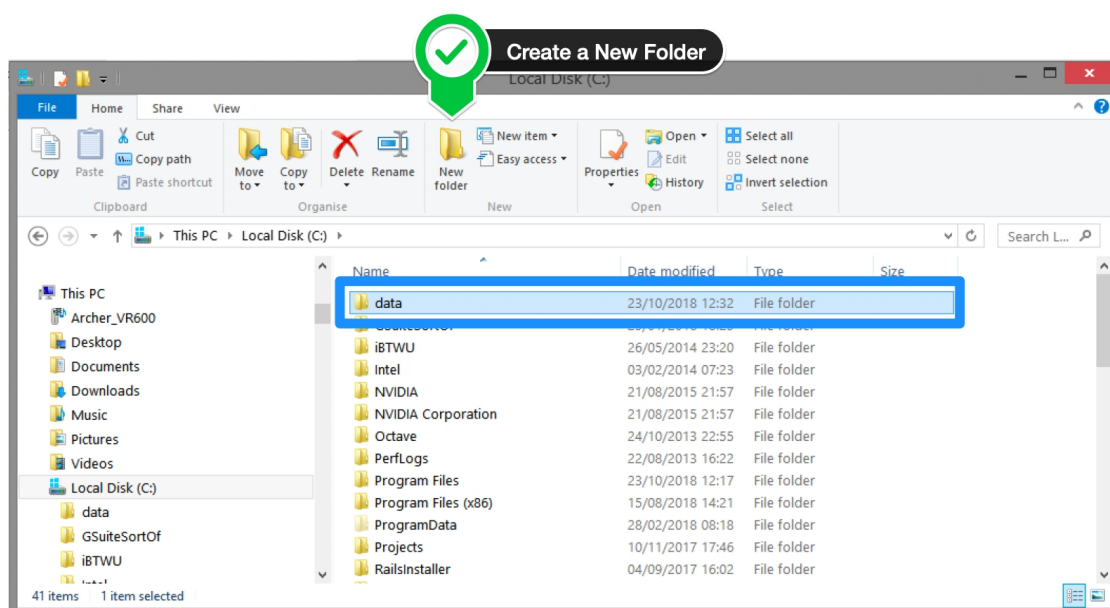 Create a New Folder
Local Disk (C:)
File Home Share View
Copy
Paste
Cut
Copy path
Paste shortcut
Clipboard
Move to
Copy to
Delete
Rename
Organise
New folder
New item
Easy access
New
Properties
Open
Edit
History
Open
Select all
Select none
Invert selection
Select
This PC Local Disk (C:)
Search L...
This PC
Archer_VR600
Desktop
Documents
Downloads
Music
Pictures
Videos
Local Disk (C:)
data
GSuiteSortOf
iBTWU
Intel
Name Date modified Type Size
data 23/10/2018 12:32 File folder
GSuiteSortOf File folder
iBTWU 26/05/2014 23:20 File folder
Intel 03/02/2014 07:23 File folder
NVIDIA 21/08/2015 21:57 File folder
NVIDIA Corporation 21/08/2015 21:57 File folder
Octave 24/10/2013 22:55 File folder
PerfLogs 22/08/2013 16:22 File folder
Program Files 23/10/2018 12:17 File folder
Program Files (x86) 15/08/2018 14:21 File folder
ProgramData 28/02/2018 08:18 File folder
Projects 10/11/2017 17:46 File folder
RailsInstaller 04/09/2017 16:02 File folder
41 items 1 item selected